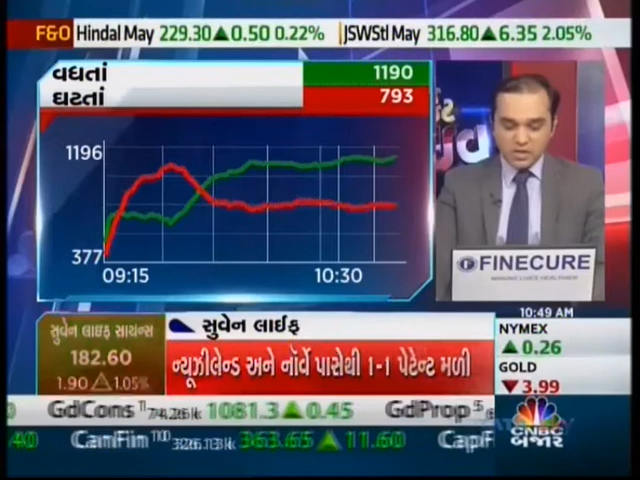 F&O Hindal May 229.30▲0.50 0.22% JSWStl May 316.80▲6.35 2.05%
વધતાં 1190
ઘટતાં 793
1196
377
09:15 10:30
FINECURE
10:49 AM
સુવેન લાઇફ સાયન્સ
182.60
1.90△1.05%
સુવેન લાઈફ
ન્યૂઝીલેન્ડ અને નૉર્વે પાસેથી 1-1 પેટેન્ટ મળી
NYMEX
▲0.26
GOLD
▼3.99
GdCons 1081.3▲0.45 GdProp
CamFim 363.65▲11.60 CapF
CNBC
બજાર